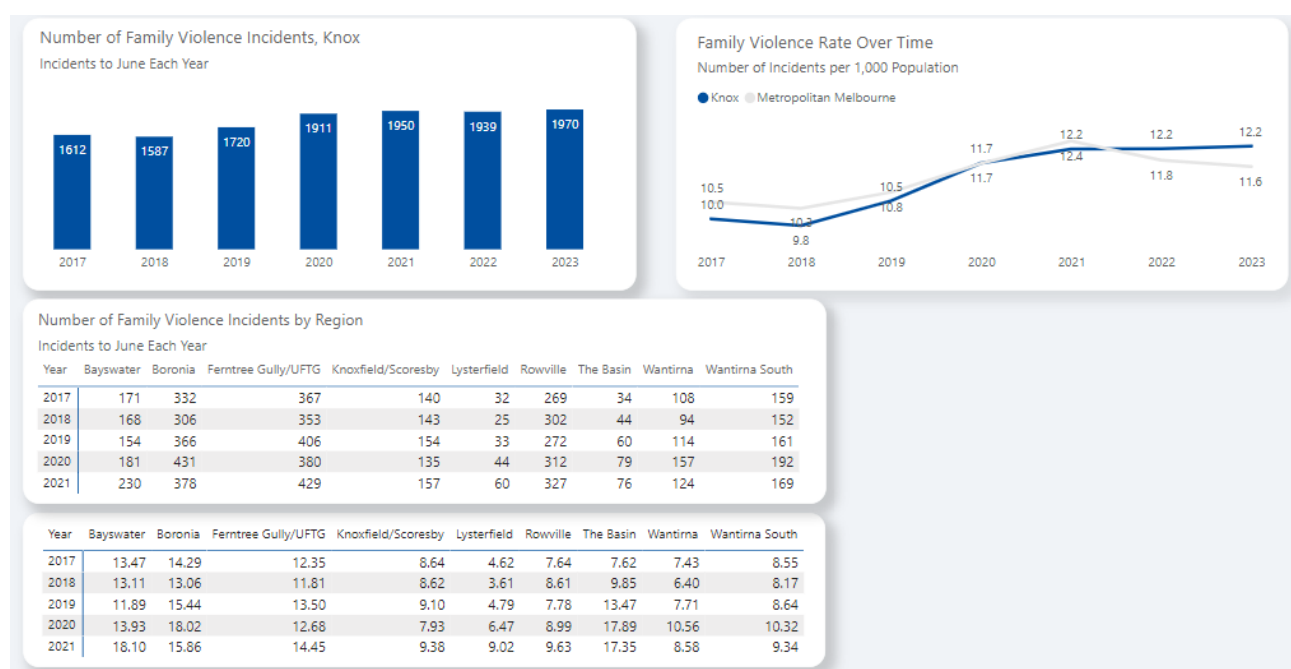 Number of Family Violence Incidents, Knox
Incidents to June Each Year
1612 1587 1720 1911 1950 1939 1970
2017 2018 2019 2020 2021 2022 2023
Family Violence Rate Over Time
Number of Incidents per 1,000 Population
Knox Metropolitan Melbourne
10.5 10.5 11.7 12.2 12.2 12.2
10.0 10.3 10.8 11.7 12.4 11.8 11.6
9.8
2017 2018 2019 2020 2021 2022 2023
Number of Family Violence Incidents by Region
Incidents to June Each Year
Year Bayswater Boronia Ferntree Gully/UFTG Knoxfield/Scoresby Lysterfield Rowville The Basin Wantirna Wantirna South
2017 171 332 367 140 32 269 34 108 159
2018 168 306 353 143 25 302 44 94 152
2019 154 366 406 154 33 272 60 114 161
2020 181 431 380 135 44 312 79 157 192
2021 230 378 429 157 60 327 76 124 169
Year Bayswater Boronia Ferntree Gully/UFTG Knoxfield/Scoresby Lysterfield Rowville The Basin Wantirna Wantirna South
2017 13.47 14.29 12.35 8.64 4.62 7.64 7.62 7.43 8.55
2018 13.11 13.06 11.81 8.62 3.61 8.61 9.85 6.40 8.17
2019 11.89 15.44 13.50 9.10 4.79 7.78 13.47 7.71 8.64
2020 13.93 18.02 12.68 7.93 6.47 8.99 17.89 10.56 10.32
2021 18.10 15.86 14.45 9.38 9.02 9.63 17.35 8.58 9.34